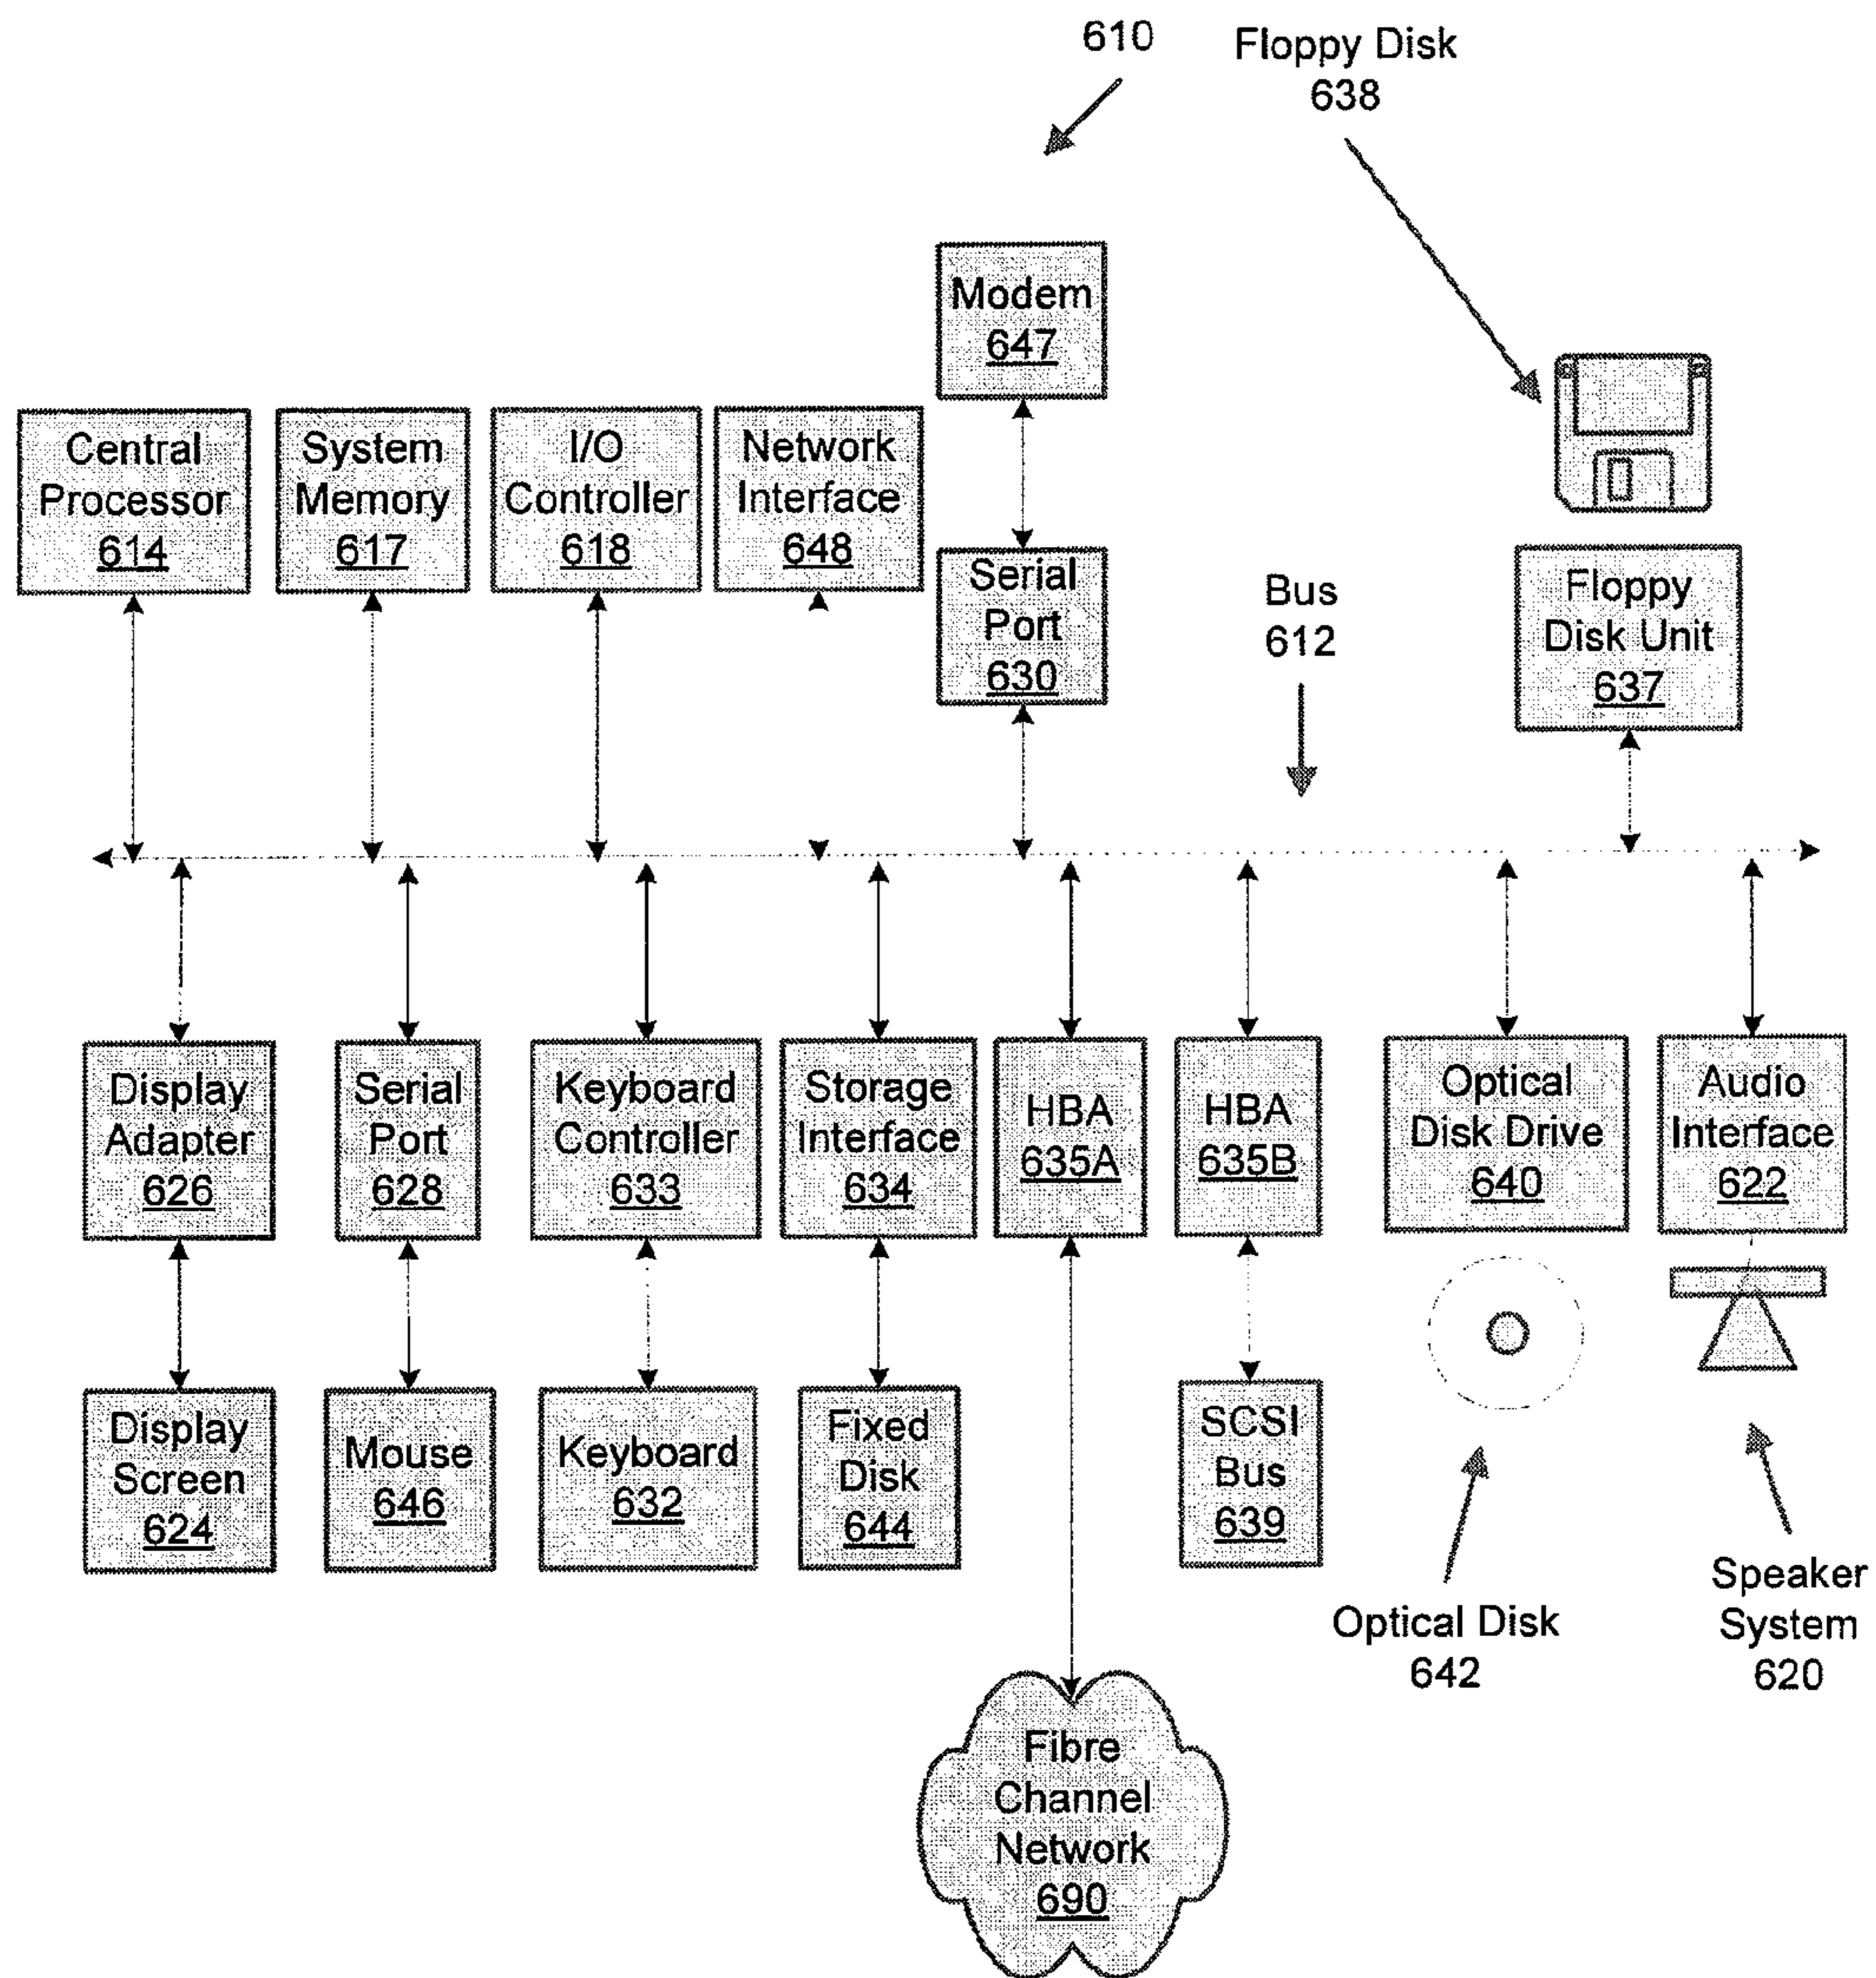 610
Floppy Disk
638
Modem
647
Central
Processor
614
System
Memory
617
I/O
Controller
618
Network
Interface
648
Serial
Port
630
Bus
612
Floppy
Disk Unit
637
Display
Adapter
626
Serial
Port
628
Keyboard
Controller
633
Storage
Interface
634
HBA
635A
HBA
635B
Optical
Disk Drive
640
Audio
Interface
622
Display
Screen
624
Mouse
646
Keyboard
632
Fixed
Disk
644
SCSI
Bus
639
Optical Disk
642
Speaker
System
620
Fibre
Channel
Network
690